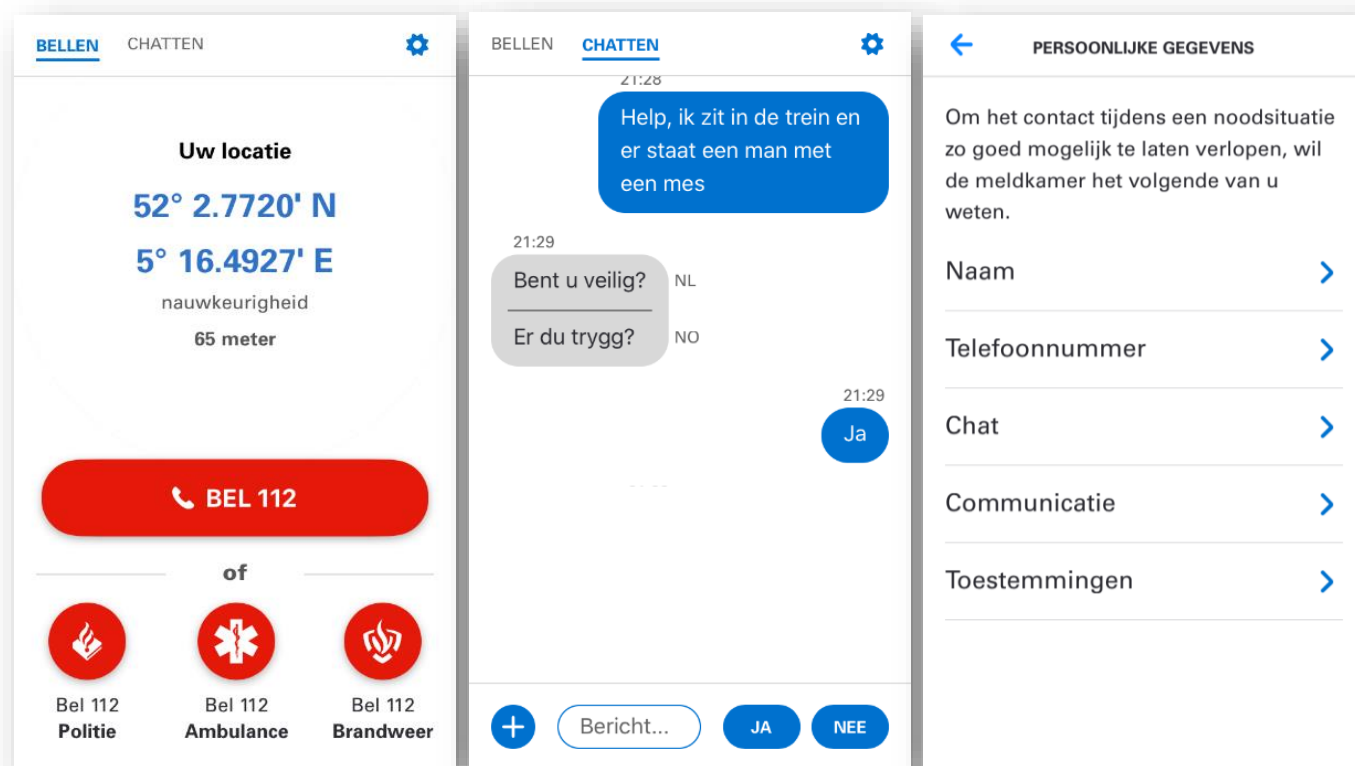 BELLEN CHATTEN
Uw locatie
52° 2.7720' N
5° 16.4927' E
nauwkeurigheid
65 meter
BEL 112
of
Bel 112
Politie
Bel 112
Ambulance
Bel 112
Brandweer
BELLEN CHATTEN
21:28
Help, ik zit in de trein en
er staat een man met
een mes
21:29
Bent u veilig? NL
Er du trygg? NO
21:29
Ja
Bericht...
JA
NEE
PERSOONLIJKE GEGEVENS
Om het contact tijdens een noodsituatie
zo goed mogelijk te laten verlopen, wil
de meldkamer het volgende van u
weten.
Naam
Telefoonnummer
Chat
Communicatie
Toestemmingen